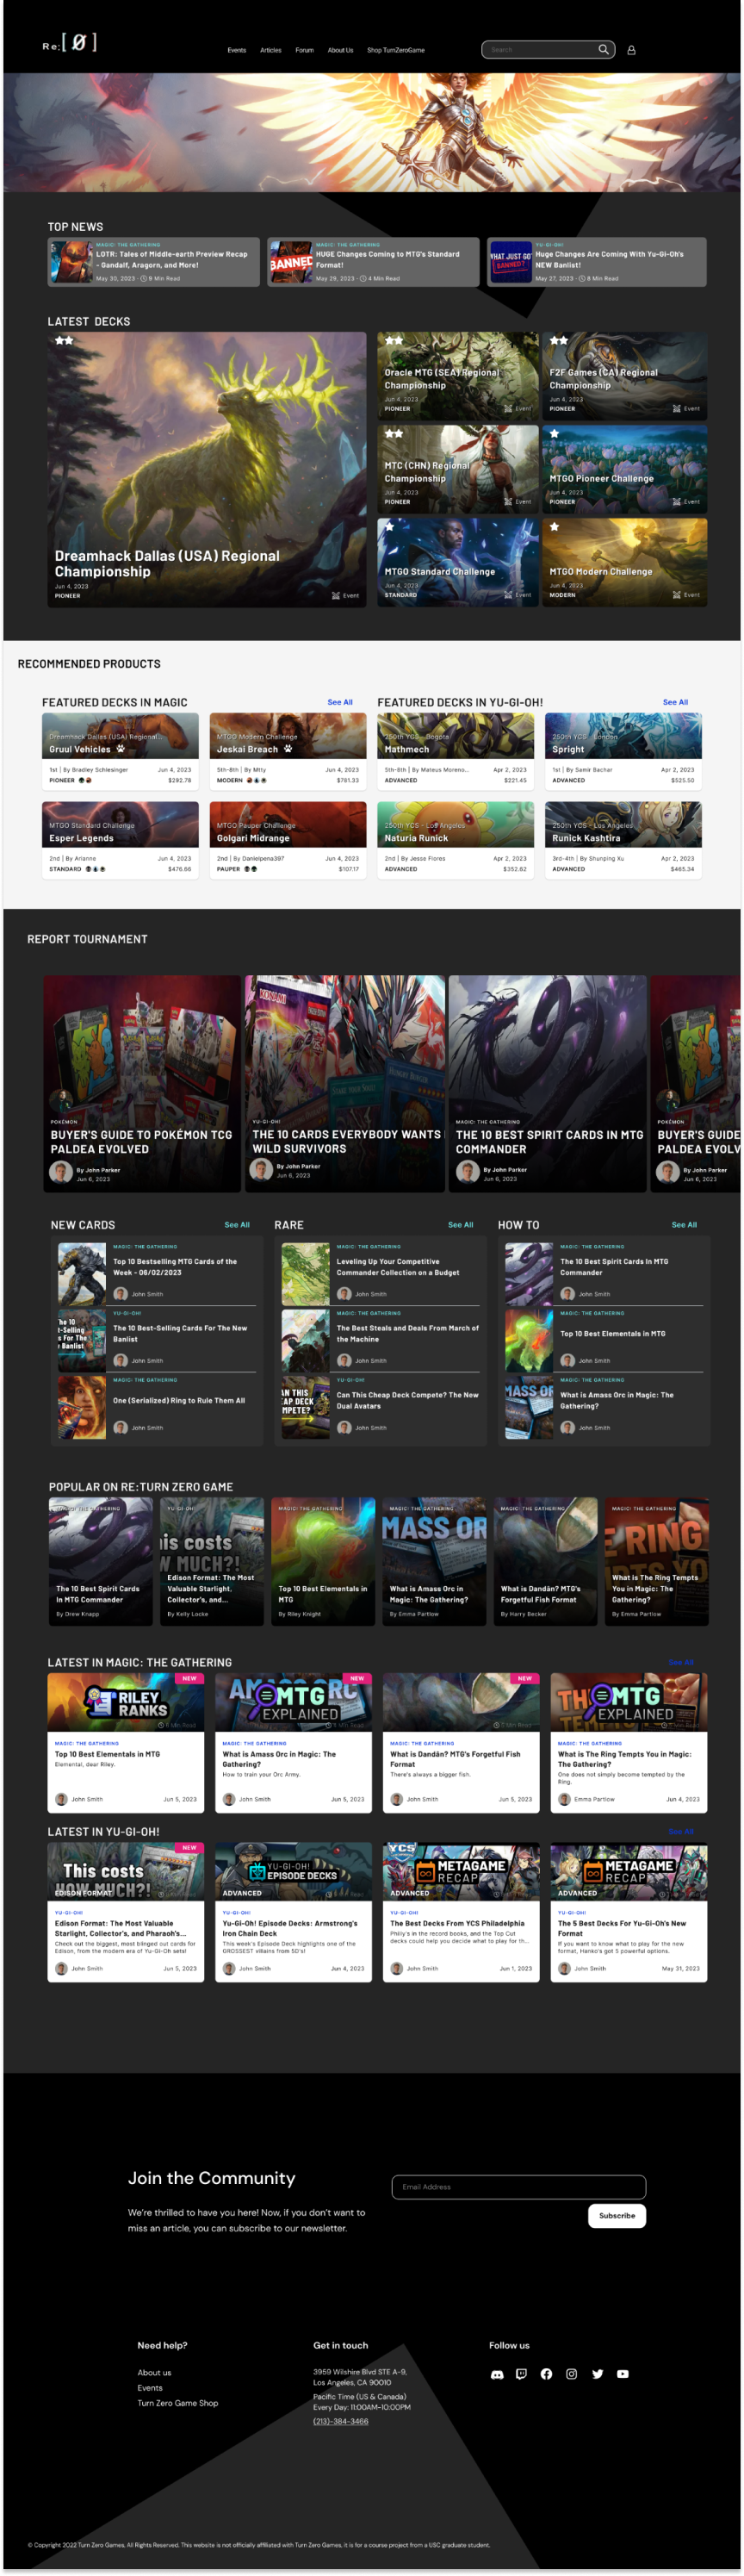 Re:[Ø]
Events Articles Forum About Us Shop TurnZeroGame
Search
TOP NEWS
MAGIC: THE GATHERING
LOTR: Tales of Middle-earth Preview Recap
- Gandalf, Aragorn, and More!
May 30, 2023 · 9 Min Read
BANNED
MAGIC: THE GATHERING
HUGE Changes Coming to MTG's Standard
Format!
May 29, 2023 · 4 Min Read
WHAT JUST GOT
BANNED?
YU-GI-OH!
Huge Changes Are Coming With Yu-Gi-Oh's
NEW Banlist!
May 27, 2023 · 8 Min Read
LATEST DECKS
Dreamhack Dallas (USA) Regional
Championship
Jun 4, 2023
PIONEER
Event
Oracle MTG (SEA) Regional
Championship
Jun 4, 2023
PIONEER
Event
F2F Games (CA) Regional
Championship
Jun 4, 2023
PIONEER
Event
MTC (CHN) Regional
Championship
Jun 4, 2023
PIONEER
Event
MTGO Pioneer Challenge
Jun 4, 2023
PIONEER
Event
MTGO Standard Challenge
Jun 4, 2023
STANDARD
Event
MTGO Modern Challenge
Jun 4, 2023
MODERN
Event
RECOMMENDED PRODUCTS
FEATURED DECKS IN MAGIC
See All
Dreamhack Dallas (USA) Regional...
Gruul Vehicles
1st | By Bradley Schlesinger Jun 4, 2023
PIONEER $292.78
MTGO Modern Challenge
Jeskai Breach
5th-8th | By Mtty Jun 4, 2023
MODERN $791.33
MTGO Standard Challenge
Esper Legends
2nd | By Arianne Jun 4, 2023
STANDARD $476.66
MTGO Pauper Challenge
Golgari Midrange
2nd | By Danielpena397 Jun 4, 2023
PAUPER $107.17
FEATURED DECKS IN YU-GI-OH!
See All
250th YCS - Bogota
Mathmech
5th-8th | By Mateus Moreno... Apr 2, 2023
ADVANCED $221.45
250th YCS - London
Spright
1st | By Samir Bachar Apr 2, 2023
ADVANCED $525.50
250th YCS - Los Angeles
Naturia Runick
2nd | By Jesse Flores Apr 2, 2023
ADVANCED $352.82
250th YCS - Los Angeles
Runick Kashtira
3rd-4th | By Shunping Xu Apr 2, 2023
ADVANCED $465.34
REPORT TOURNAMENT
POKÉMON
BUYER'S GUIDE TO POKÉMON TCG
PALDEA EVOLVED
By John Parker
Jun 6, 2023
KONAMI
YU-GI-OH!
THE 10 CARDS EVERYBODY WANTS
WILD SURVIVORS
By John Parker
Jun 6, 2023
MAGIC: THE GATHERING
THE 10 BEST SPIRIT CARDS IN MTG
COMMANDER
By John Parker
Jun 6, 2023
POKÉMON
BUYER'S GUIDE
PALDEA EVOLV
By John Parker
Jun 6, 2023
NEW CARDS
See All
MAGIC: THE GATHERING
Top 10 Bestselling MTG Cards of the
Week - 06/02/2023
John Smith
YU-GI-OH!
The 10 Best-Selling Cards For The New
Banlist
John Smith
MAGIC: THE GATHERING
One (Serialized) Ring to Rule Them All
John Smith
RARE
See All
MAGIC: THE GATHERING
Leveling Up Your Competitive
Commander Collection on a Budget
John Smith
MAGIC: THE GATHERING
The Best Steals and Deals From March of
the Machine
John Smith
YU-GI-OH!
Can This Cheap Deck Compete? The New
Dual Avatars
John Smith
HOW TO
See All
MAGIC: THE GATHERING
The 10 Best Spirit Cards In MTG
Commander
John Smith
MAGIC: THE GATHERING
Top 10 Best Elementals in MTG
John Smith
MASS OR
MAGIC: THE GATHERING
What is Amass Orc in Magic: The
Gathering?
John Smith
POPULAR ON RE:TURN ZERO GAME
MAGIC: THE GATHERING
The 10 Best Spirit Cards
In MTG Commander
By Drew Knapp
YU-GI-OH!
is costs
W MUCH?!
Edison Format: The Most
Valuable Starlight,
Collector's, and...
By Kelly Locke
MAGIC: THE GATHERING
Top 10 Best Elementals in
MTG
By Riley Knight
MAGIC: THE GATHERING
MASS OR
What is Amass Orc in
Magic: The Gathering?
By Emma Partlow
MAGIC: THE GATHERING
What is Dandân? MTG's
Forgetful Fish Format
By Harry Becker
MAGIC: THE GATHERING
E RING
What is The Ring Tempts
You in Magic: The
Gathering?
By Emma Partlow
LATEST IN MAGIC: THE GATHERING
See All
NEW
RILEY
RANKS
MAGIC: THE GATHERING
Top 10 Best Elementals in MTG
Elemental, dear Riley.
John Smith Jun 5, 2023
NEW
MTG
EXPLAINED
MAGIC: THE GATHERING
What is Amass Orc in Magic: The
Gathering?
How to train your Orc Army.
John Smith Jun 5, 2023
NEW
MAGIC: THE GATHERING
What is Dandân? MTG's Forgetful Fish
Format
There's always a bigger fish.
John Smith Jun 5, 2023
MTG
EXPLAINED
MAGIC: THE GATHERING
What is The Ring Tempts You in Magic:
The Gathering?
One does not simply become tempted by the
Ring.
Emma Partlow Jun 4, 2023
LATEST IN YU-GI-OH!
See All
NEW
This costs
HOW MUCH?!
EDISON FORMAT
YU-GI-OH!
Edison Format: The Most Valuable
Starlight, Collector's, and Pharaoh's...
Check out the biggest, most blinged out cards for
Edison, from the modern era of Yu-Gi-Oh sets!
John Smith Jun 5, 2023
YU-GI-OH!
EPISODE DECKS
ADVANCED
YU-GI-OH!
Yu-Gi-Oh! Episode Decks: Armstrong's
Iron Chain Deck
This week's Episode Deck highlights one of the
GROSSEST villains from 5D's!
John Smith Jun 4, 2023
YCS
METAGAME
RECAP
ADVANCED
YU-GI-OH!
The Best Decks From YCS Philadelphia
Philly's in the record books, and the Top Cut
decks could help you decide what to play for th...
John Smith Jun 1, 2023
METAGAME
RECAP
ADVANCED
YU-GI-OH!
The 5 Best Decks For Yu-Gi-Oh's New
Format
If you want to know what to play for the new
format, Hanko's got 5 powerful options.
John Smith May 31, 2023
Join the Community
We're thrilled to have you here! Now, if you don't want to
miss an article, you can subscribe to our newsletter.
Email Address
Subscribe
Need help?
About us
Events
Turn Zero Game Shop
Get in touch
3959 Wilshire Blvd STE A-9,
Los Angeles, CA 90010
Pacific Time (US & Canada)
Every Day: 11:00AM-10:00PM
(213)-384-3466
Follow us
© Copyright 2022 Turn Zero Games, All Rights Reserved. This website is not officially affiliated with Turn Zero Games, it is for a course project from a USC graduate student.